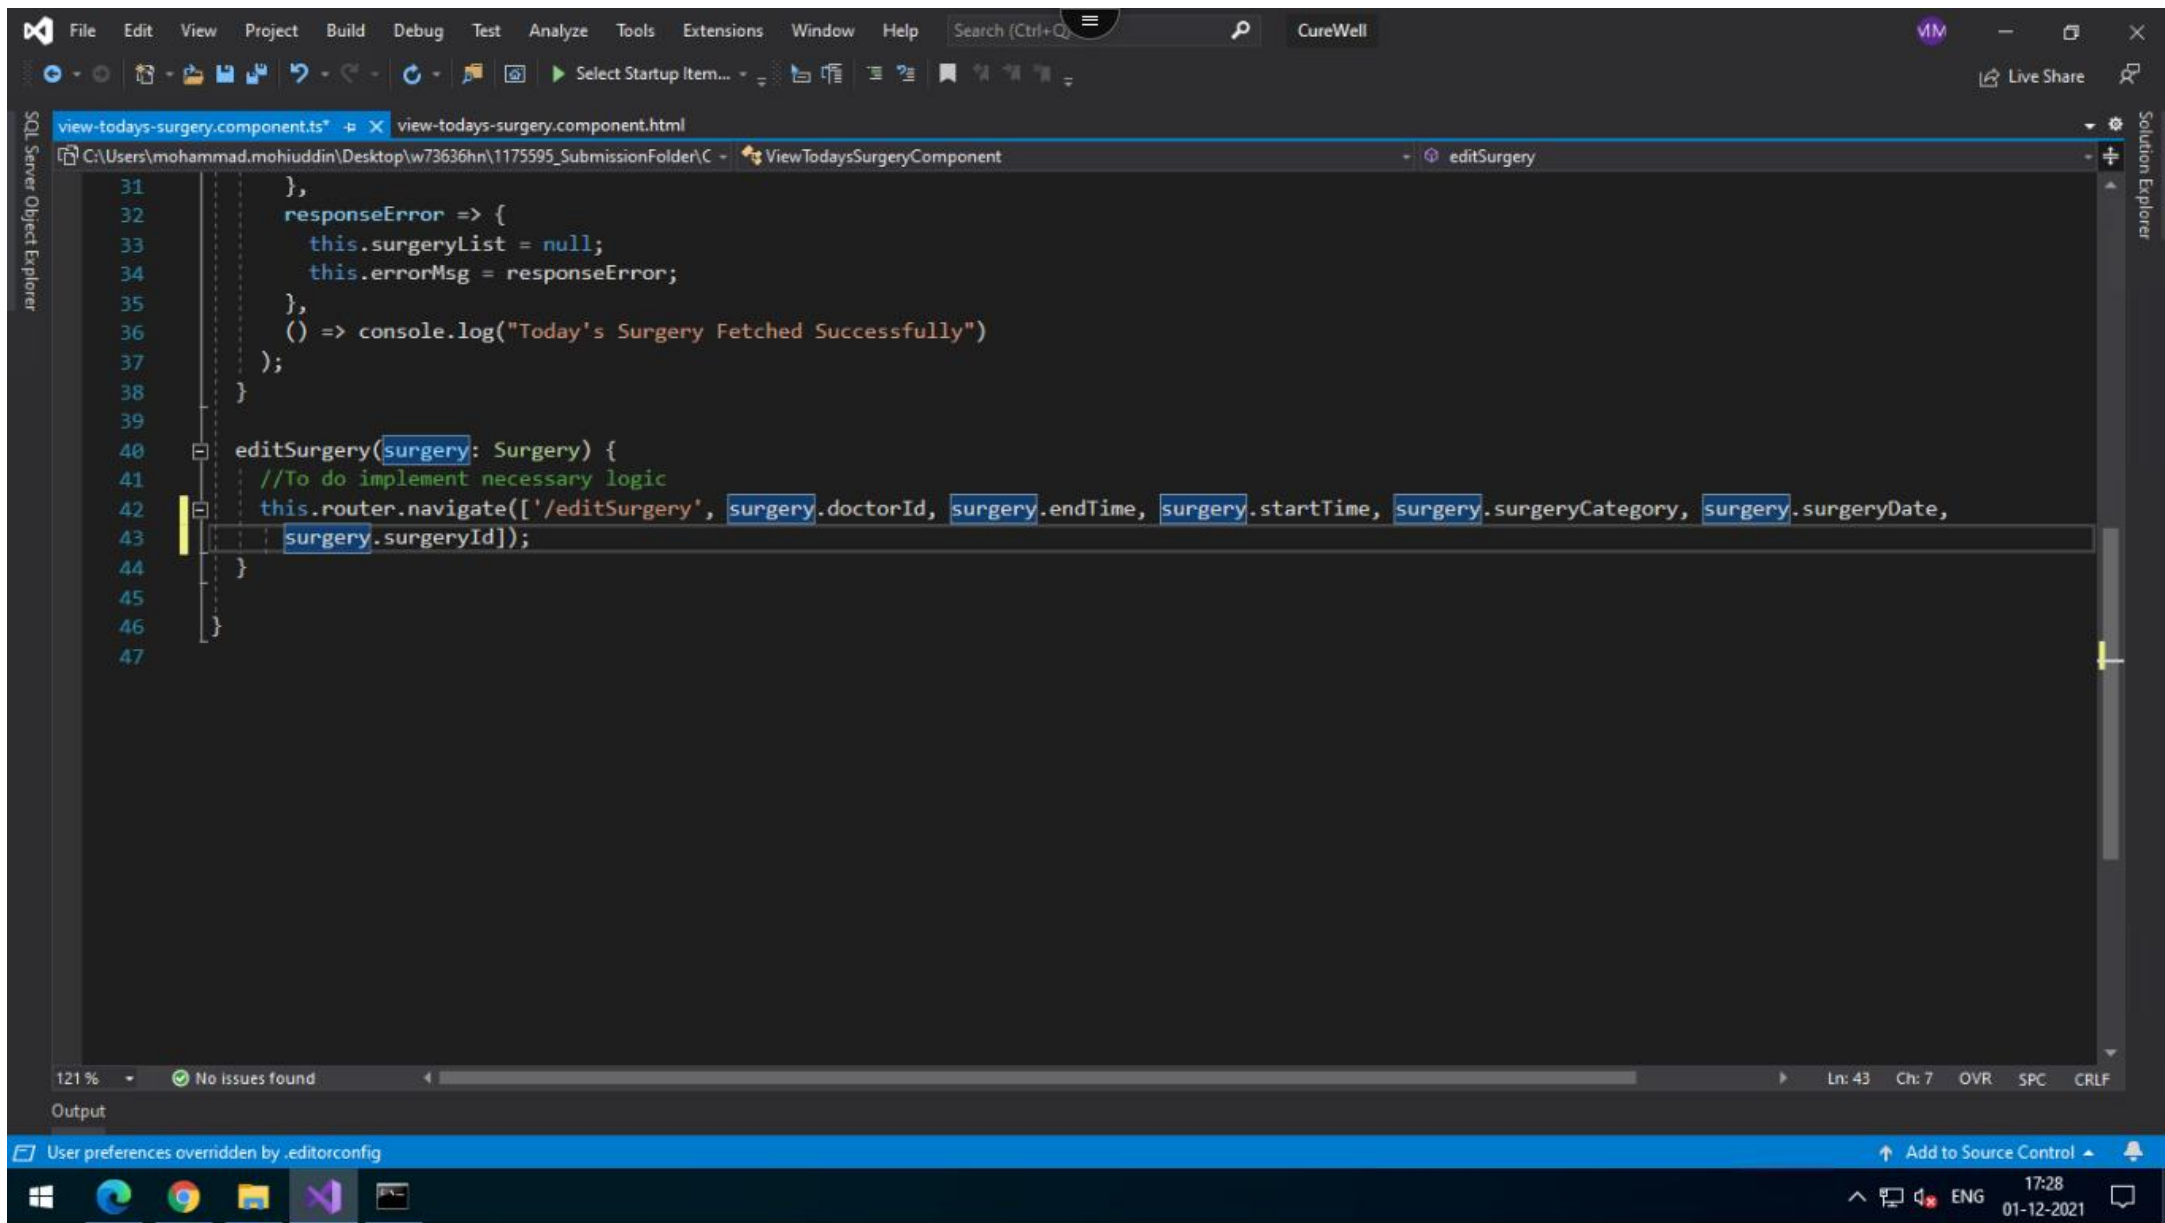 File Edit View Project Build Debug Test Analyze Tools Extensions Window Help Search (Ctrl+Q) CureWell MM
Select Startup Item... Live Share
view-todays-surgery.component.ts* view-todays-surgery.component.html
C:\Users\mohammad.mohiuddin\Desktop\w73636hn\1175595_SubmissionFolder\C ViewTodaysSurgeryComponent editSurgery
SQL Server Object Explorer
Solution Explorer
31 },
32 responseError => {
33 this.surgeryList = null;
34 this.errorMsg = responseError;
35 },
36 () => console.log("Today's Surgery Fetched Successfully")
37 );
38 }
39
40 editSurgery(surgery: Surgery) {
41 //To do implement necessary logic
42 this.router.navigate(['/editSurgery', surgery.doctorId, surgery.endTime, surgery.startTime, surgery.surgeryCategory, surgery.surgeryDate,
43 surgery.surgeryId]);
44 }
45
46 }
47
121 % No issues found Ln: 43 Ch: 7 OVR SPC CRLF
Output
User preferences overridden by .editorconfig Add to Source Control
ENG 17:28
01-12-2021